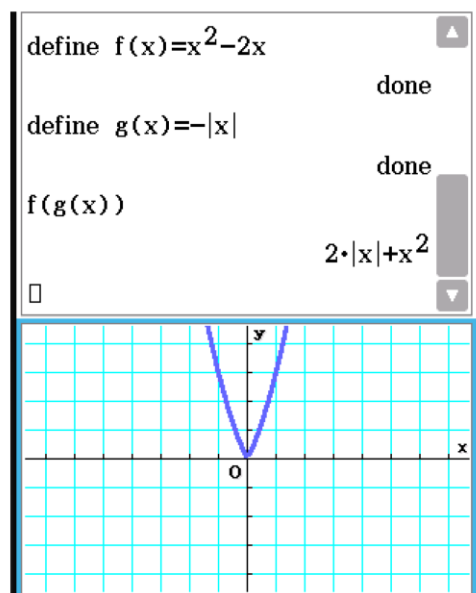 define f(x)=x²−2x
done
define g(x)=−|x|
done
f(g(x))
2·|x|+x²
y
x
O